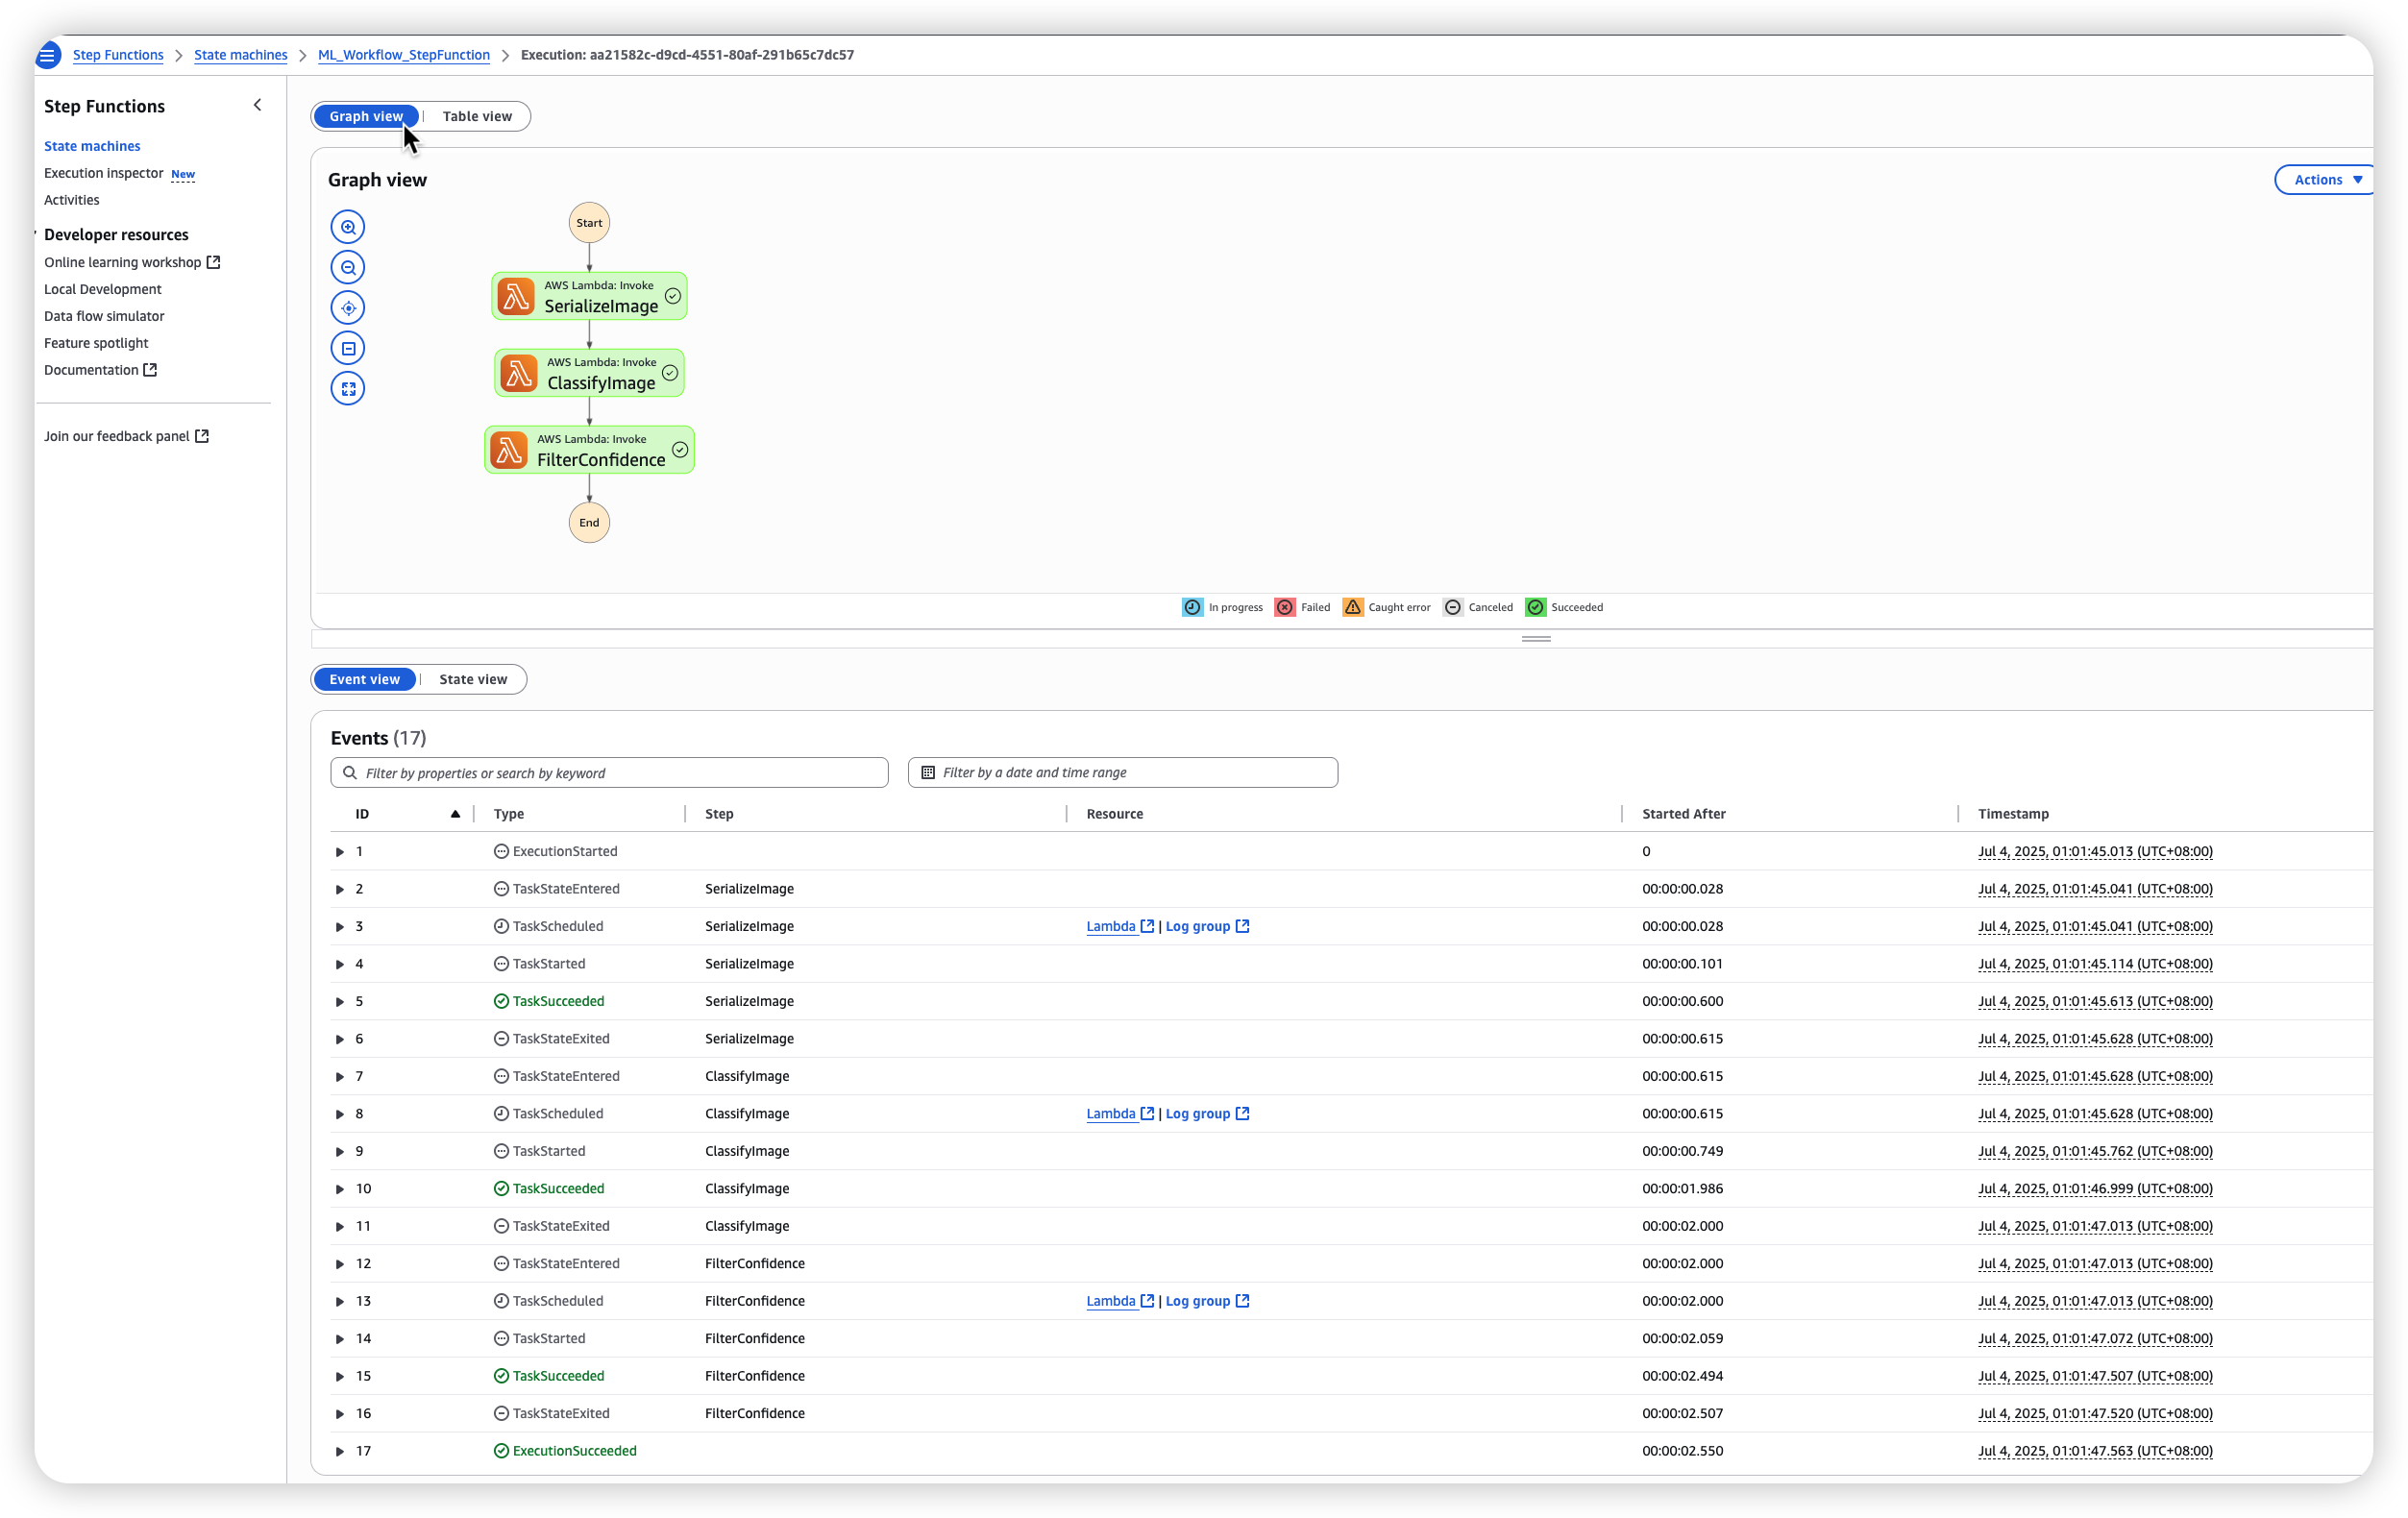 Step Functions > State machines > ML_Workflow_StepFunction > Execution: aa21582c-d9cd-4551-80af-291b65c7dc57
Step Functions
State machines
Execution inspector New
Activities
Developer resources
Online learning workshop
Local Development
Data flow simulator
Feature spotlight
Documentation
Join our feedback panel
Graph view | Table view
Graph view
Actions
Start
AWS Lambda: Invoke
SerializeImage
AWS Lambda: Invoke
ClassifyImage
AWS Lambda: Invoke
FilterConfidence
End
In progress Failed Caught error Canceled Succeeded
Event view | State view
Events (17)
Filter by properties or search by keyword
Filter by a date and time range
ID Type Step Resource Started After Timestamp
1 ExecutionStarted 0 Jul 4, 2025, 01:01:45.013 (UTC+08:00)
2 TaskStateEntered SerializeImage 00:00:00.028 Jul 4, 2025, 01:01:45.041 (UTC+08:00)
3 TaskScheduled SerializeImage Lambda | Log group 00:00:00.028 Jul 4, 2025, 01:01:45.041 (UTC+08:00)
4 TaskStarted SerializeImage 00:00:00.101 Jul 4, 2025, 01:01:45.114 (UTC+08:00)
5 TaskSucceeded SerializeImage 00:00:00.600 Jul 4, 2025, 01:01:45.613 (UTC+08:00)
6 TaskStateExited SerializeImage 00:00:00.615 Jul 4, 2025, 01:01:45.628 (UTC+08:00)
7 TaskStateEntered ClassifyImage 00:00:00.615 Jul 4, 2025, 01:01:45.628 (UTC+08:00)
8 TaskScheduled ClassifyImage Lambda | Log group 00:00:00.615 Jul 4, 2025, 01:01:45.628 (UTC+08:00)
9 TaskStarted ClassifyImage 00:00:00.749 Jul 4, 2025, 01:01:45.762 (UTC+08:00)
10 TaskSucceeded ClassifyImage 00:00:01.986 Jul 4, 2025, 01:01:46.999 (UTC+08:00)
11 TaskStateExited ClassifyImage 00:00:02.000 Jul 4, 2025, 01:01:47.013 (UTC+08:00)
12 TaskStateEntered FilterConfidence 00:00:02.000 Jul 4, 2025, 01:01:47.013 (UTC+08:00)
13 TaskScheduled FilterConfidence Lambda | Log group 00:00:02.000 Jul 4, 2025, 01:01:47.013 (UTC+08:00)
14 TaskStarted FilterConfidence 00:00:02.059 Jul 4, 2025, 01:01:47.072 (UTC+08:00)
15 TaskSucceeded FilterConfidence 00:00:02.494 Jul 4, 2025, 01:01:47.507 (UTC+08:00)
16 TaskStateExited FilterConfidence 00:00:02.507 Jul 4, 2025, 01:01:47.520 (UTC+08:00)
17 ExecutionSucceeded 00:00:02.550 Jul 4, 2025, 01:01:47.563 (UTC+08:00)